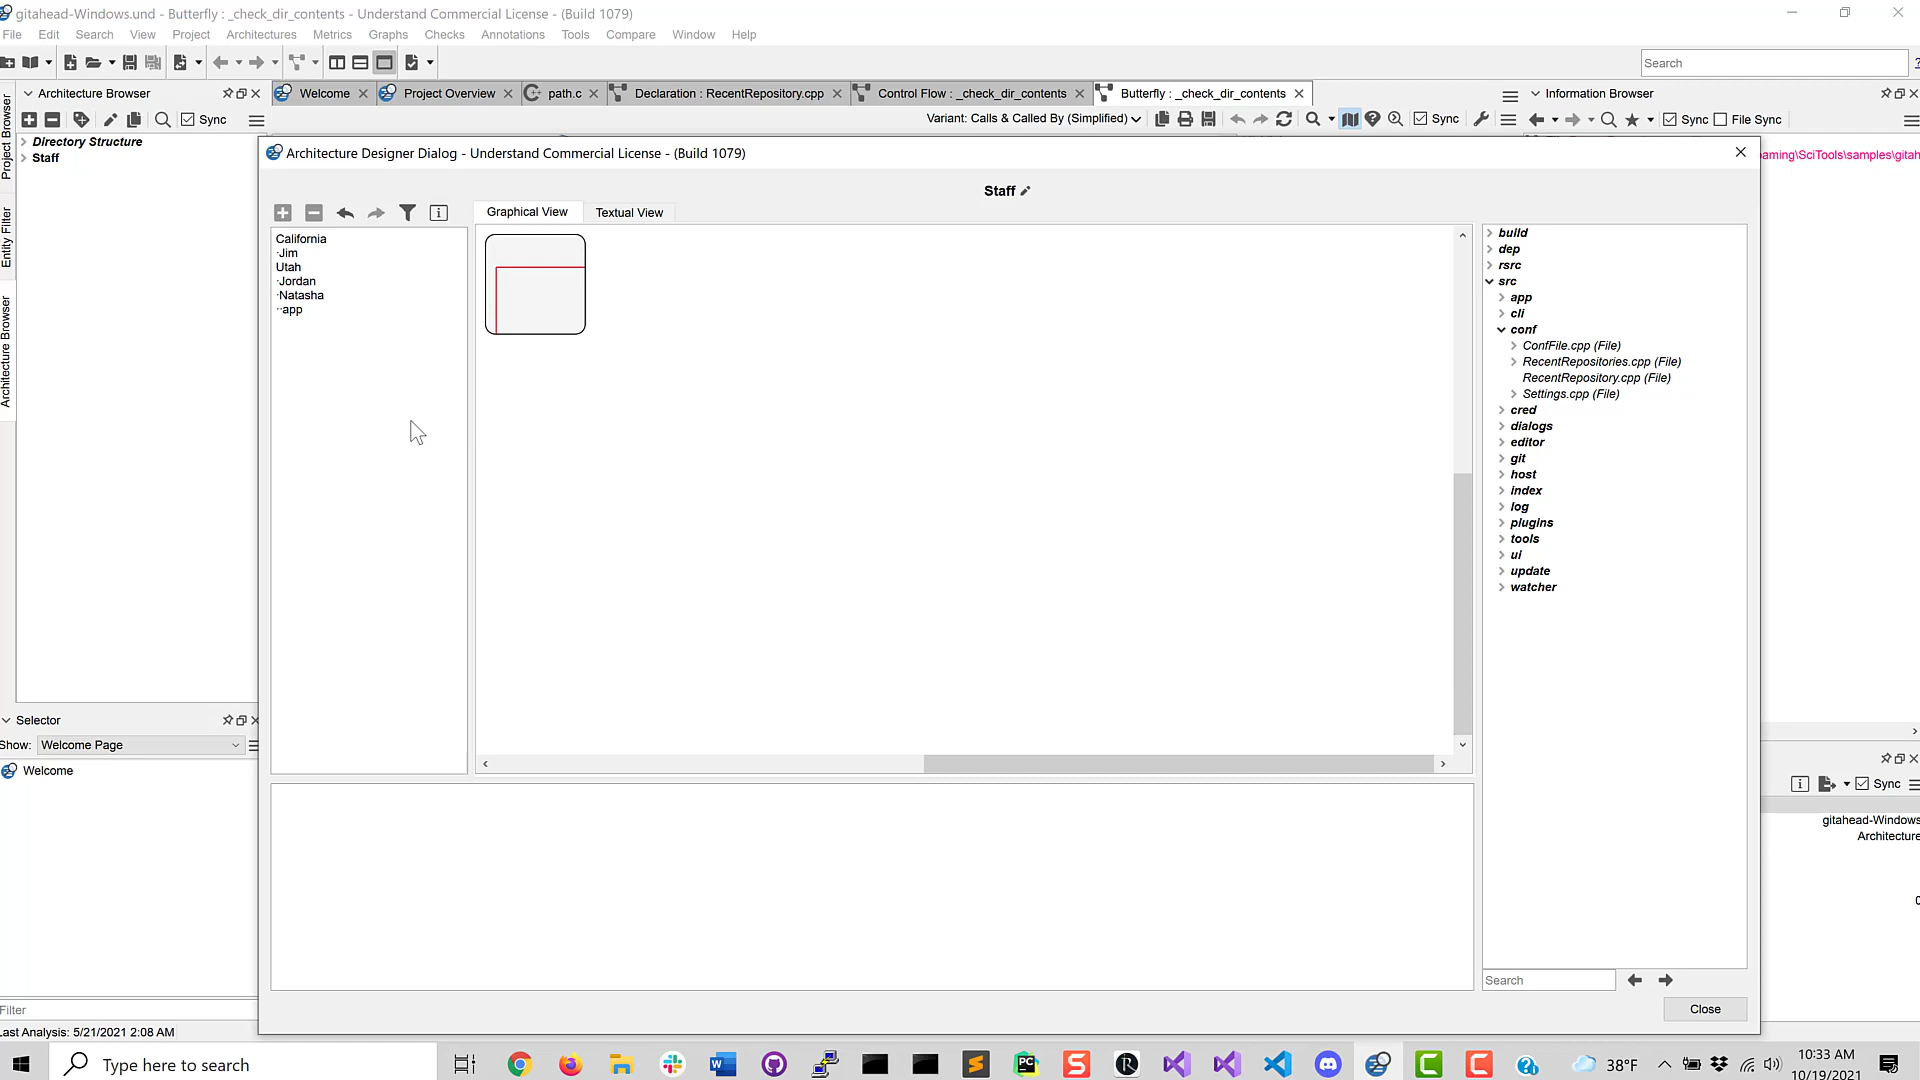 gitahead-Windows.und - Butterfly : _check_dir_contents - Understand Commercial License - (Build 1079)
File Edit Search View Project Architectures Metrics Graphs Checks Annotations Tools Compare Window Help
Search
Architecture Browser
Welcome
Project Overview
path.c
Declaration : RecentRepository.cpp
Control Flow : _check_dir_contents
Butterfly : _check_dir_contents
Information Browser
Sync
Variant: Calls & Called By (Simplified)
Sync
Sync
File Sync
Project Browser
Entity Filter
Architecture Browser
Directory Structure
Staff
Architecture Designer Dialog - Understand Commercial License - (Build 1079)
aming\SciTools\samples\gitah
Staff
Graphical View
Textual View
California
·Jim
Utah
·Jordan
·Natasha
··app
build
dep
rsrc
src
app
cli
conf
ConfFile.cpp (File)
RecentRepositories.cpp (File)
RecentRepository.cpp (File)
Settings.cpp (File)
cred
dialogs
editor
git
host
index
log
plugins
tools
ui
update
watcher
Search
Close
Selector
Show: Welcome Page
Welcome
Sync
gitahead-Windows
Architecture
0
Filter
Last Analysis: 5/21/2021 2:08 AM
Type here to search
38°F
10:33 AM
10/19/2021